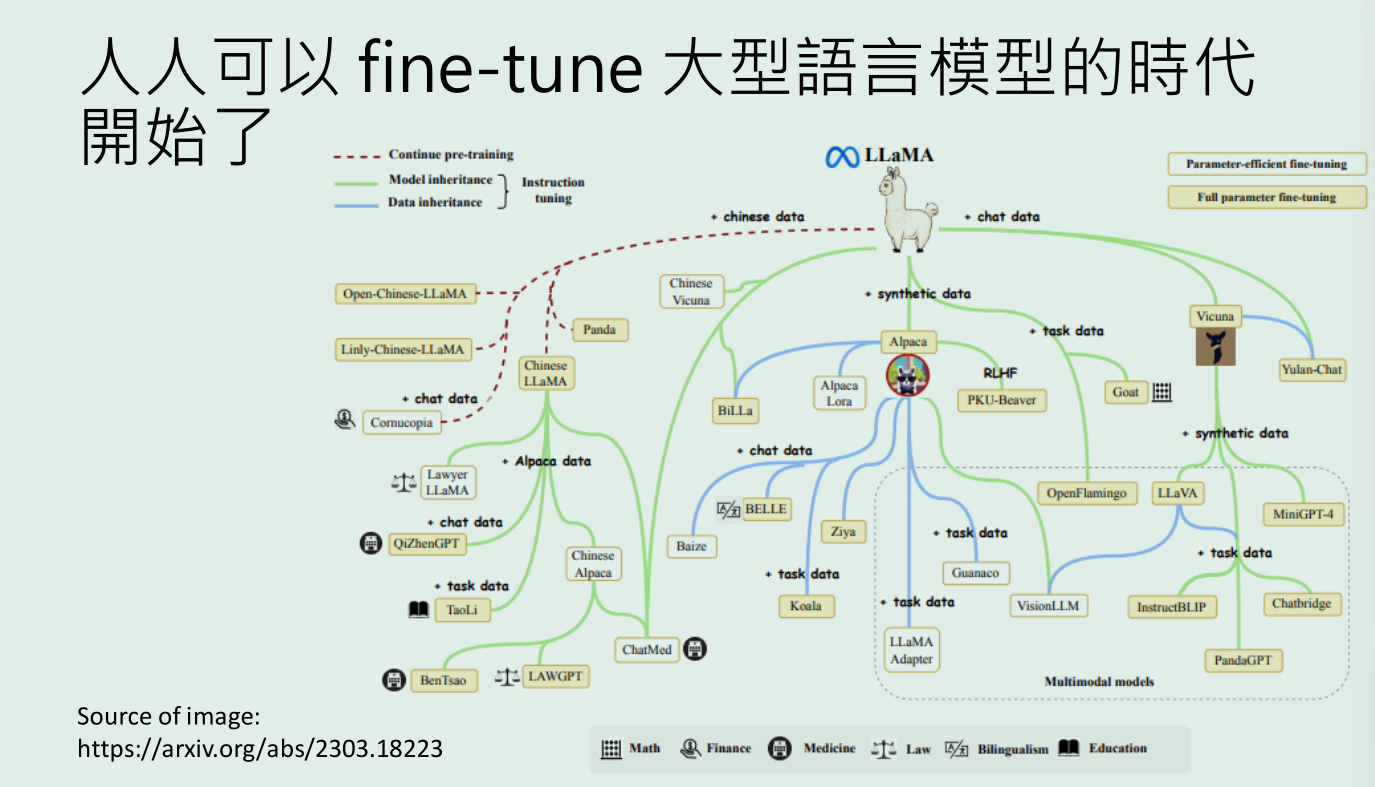 人人可以 fine-tune 大型語言模型的時代
開始了
Continue pre-training
Model inheritance
Data inheritance
Instruction
tuning
LLaMA
Parameter-efficient fine-tuning
Full parameter fine-tuning
+ chinese data
+ chat data
Open-Chinese-LLaMA
Chinese
Vicuna
+ synthetic data
Panda
+ task data
Vicuna
Linly-Chinese-LLaMA
Alpaca
Chinese
LLaMA
Yulan-Chat
RLHF
Alpaca
Lora
Goat
+ chat data
PKU-Beaver
BiLLa
Cornucopia
+ synthetic data
+ chat data
+ Alpaca data
Lawyer
LLaMA
OpenFlamingo
LLaVA
BELLE
MiniGPT-4
+ chat data
Ziya
+ task data
QiZhenGPT
Baize
+ task data
Chinese
Alpaca
+ task data
Guanaco
+ task data
TaoLi
Koala
+ task data
VisionLLM
InstructBLIP
Chatbridge
ChatMed
LLaMA
Adapter
PandaGPT
BenTsao
LAWGPT
Multimodal models
Source of image:
https://arxiv.org/abs/2303.18223
Math
Finance
Medicine
Law
Bilingualism
Education